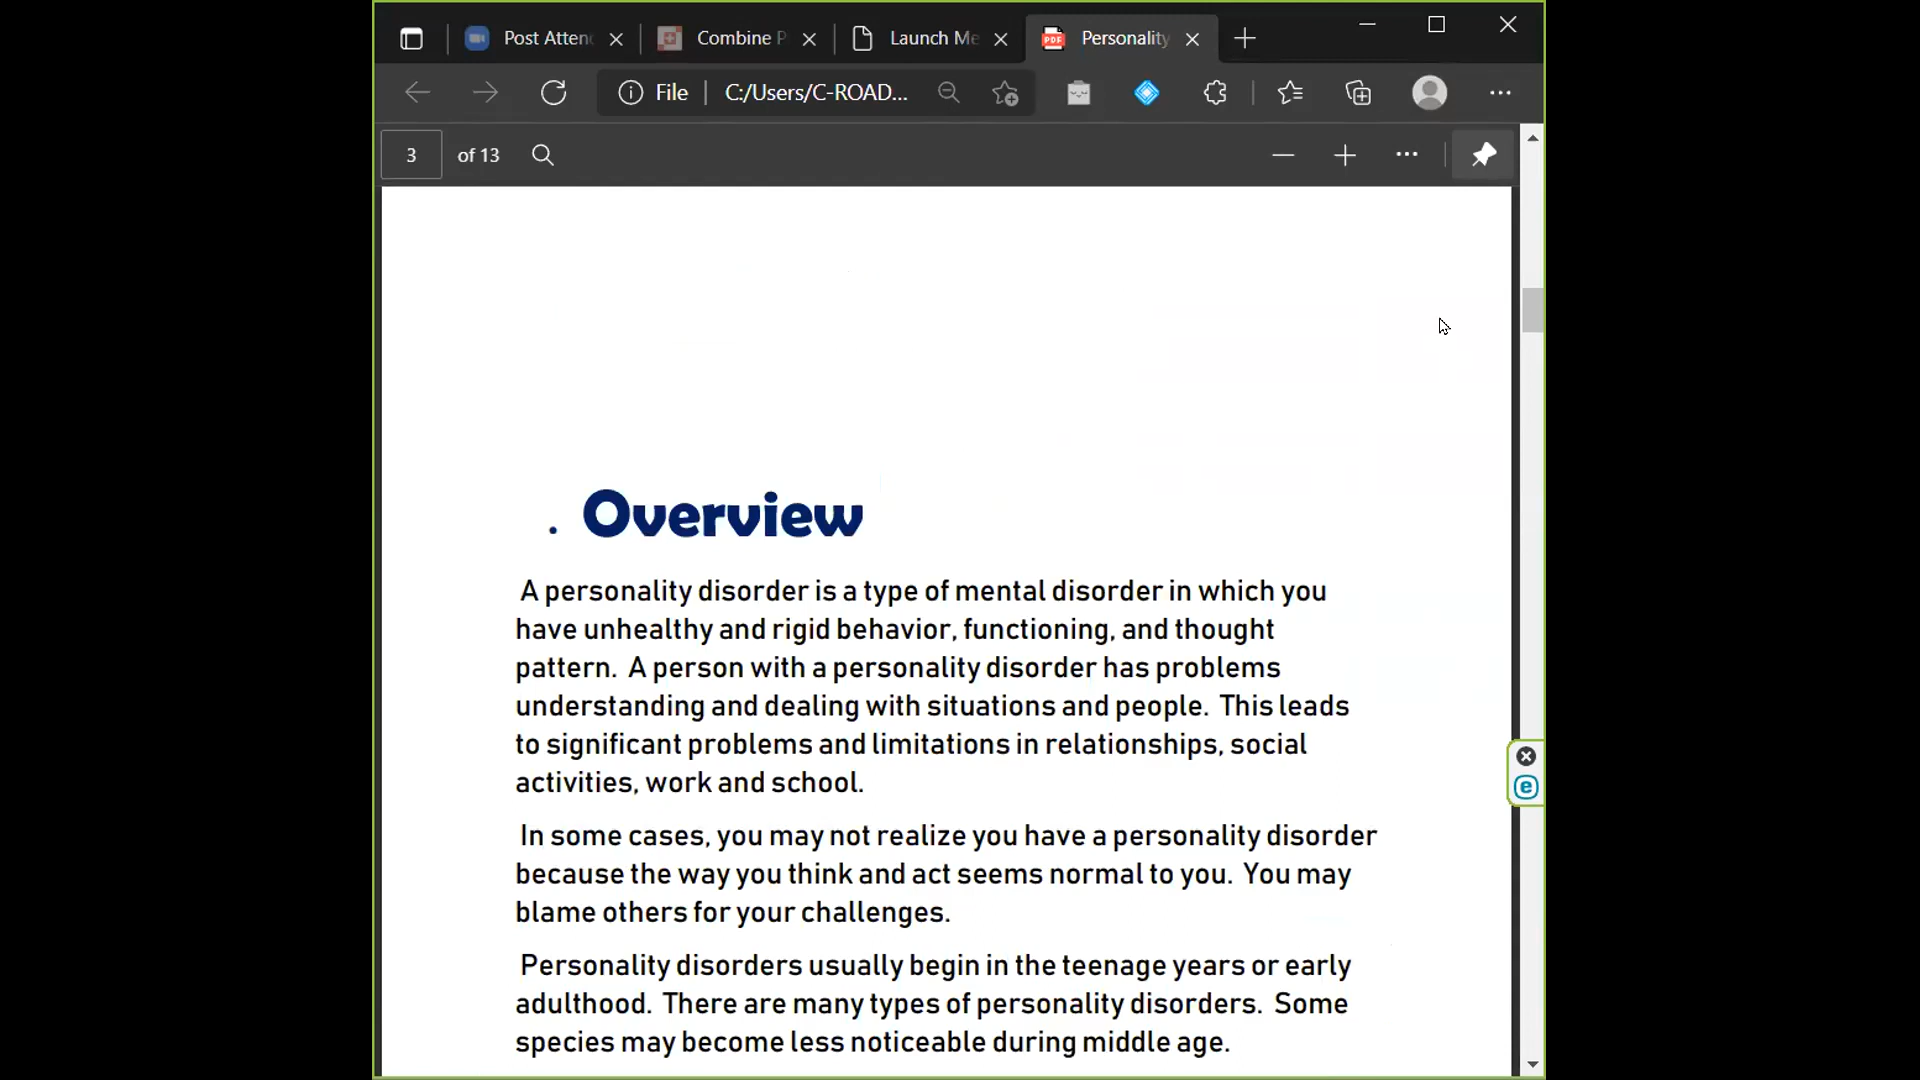 Post Atten
Combine P
Launch Me
Personality
File
C:/Users/C-ROAD...
3
of 13
. Overview
A personality disorder is a type of mental disorder in which you
have unhealthy and rigid behavior, functioning, and thought
pattern. A person with a personality disorder has problems
understanding and dealing with situations and people. This leads
to significant problems and limitations in relationships, social
activities, work and school.
In some cases, you may not realize you have a personality disorder
because the way you think and act seems normal to you. You may
blame others for your challenges.
Personality disorders usually begin in the teenage years or early
adulthood. There are many types of personality disorders. Some
species may become less noticeable during middle age.